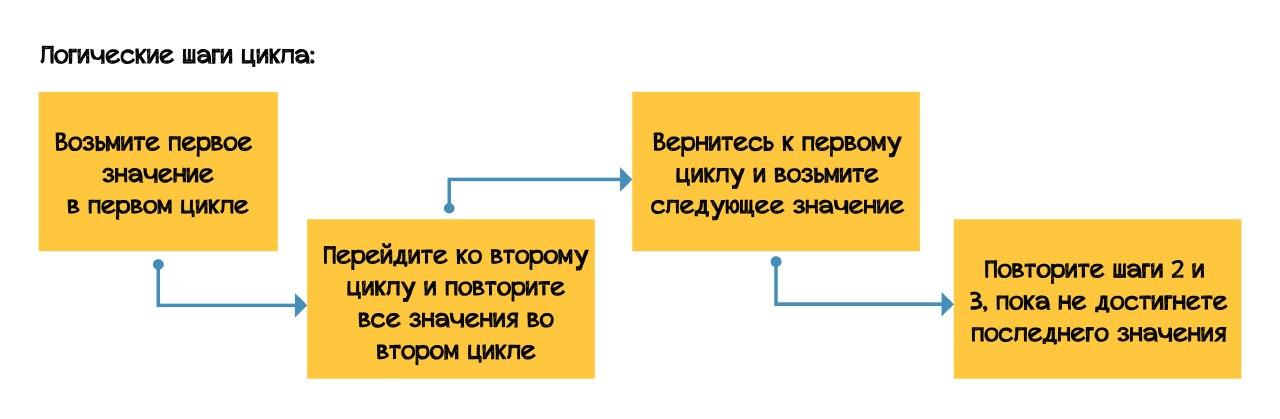 Логические шаги цикла:
Возьмите первое
значение
в первом цикле
Перейдите ко второму
циклу и повторите
все значения во
втором цикле
Вернитесь к первому
циклу и возьмите
следующее значение
Повторите шаги 2 и
3, пока не достигнете
последнего значения